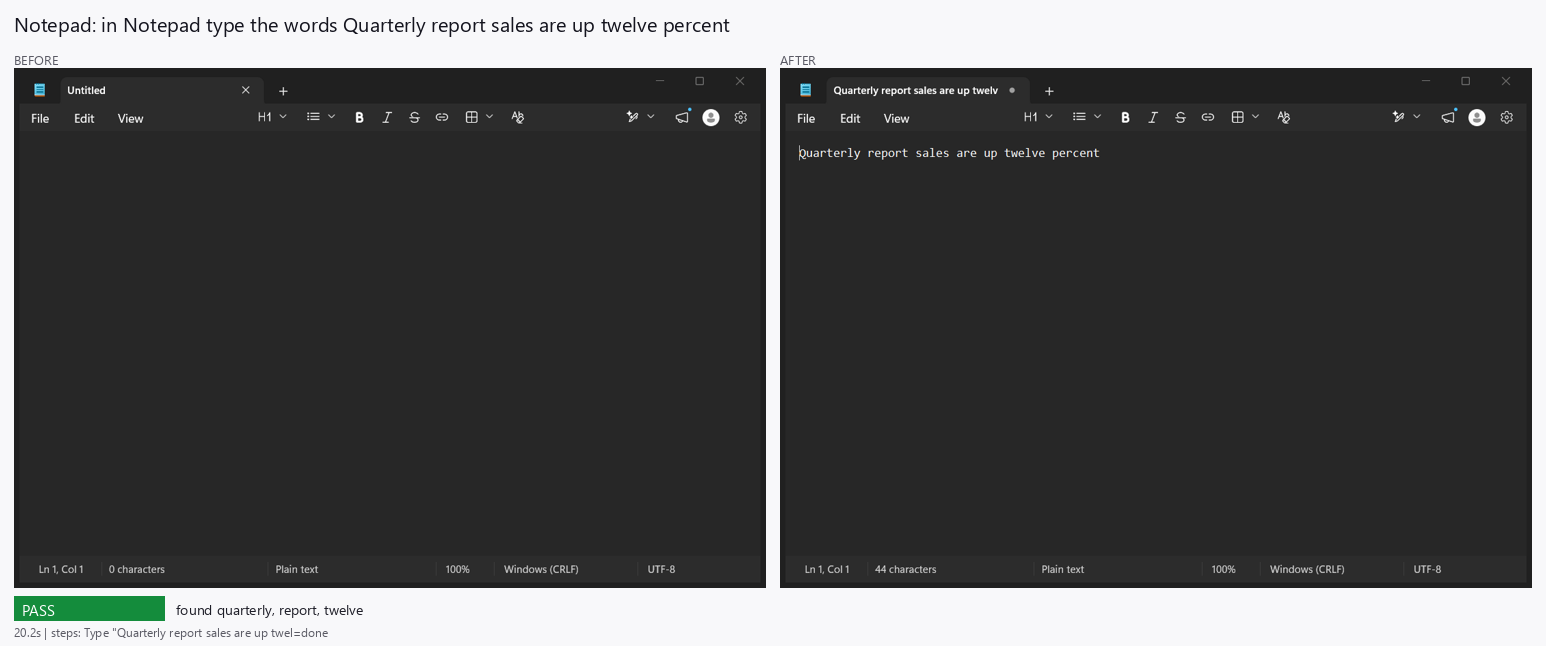 Notepad: in Notepad type the words Quarterly report sales are up twelve percent
BEFORE
Untitled
File Edit View H1 B I S
Ln 1, Col 1 0 characters Plain text 100% Windows (CRLF) UTF-8
AFTER
Quarterly report sales are up twelv
File Edit View H1 B I S
Quarterly report sales are up twelve percent
Ln 1, Col 1 44 characters Plain text 100% Windows (CRLF) UTF-8
PASS found quarterly, report, twelve
20.2s | steps: Type "Quarterly report sales are up twel=done